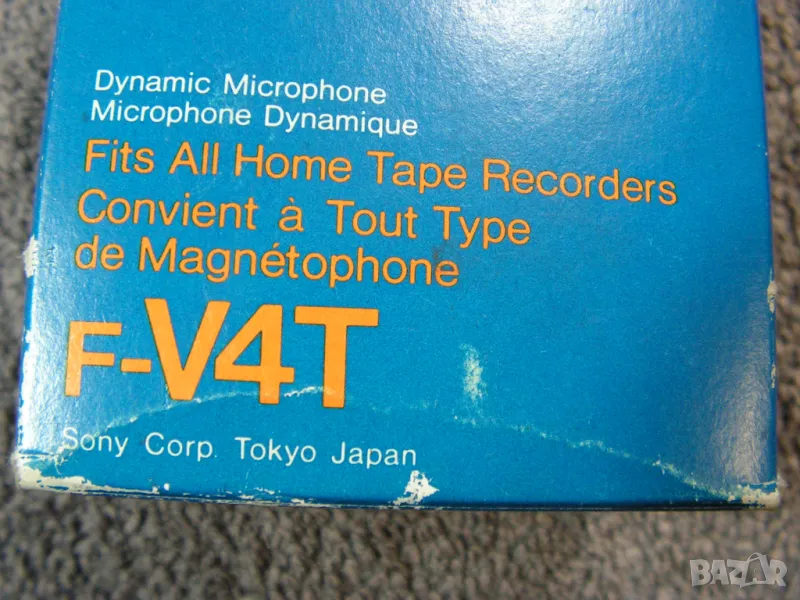 Dynamic Microphone
Microphone Dynamique
Fits All Home Tape Recorders
Convient à Tout Type
de Magnétophone
F-V4T
Sony Corp. Tokyo Japan
BAZAR